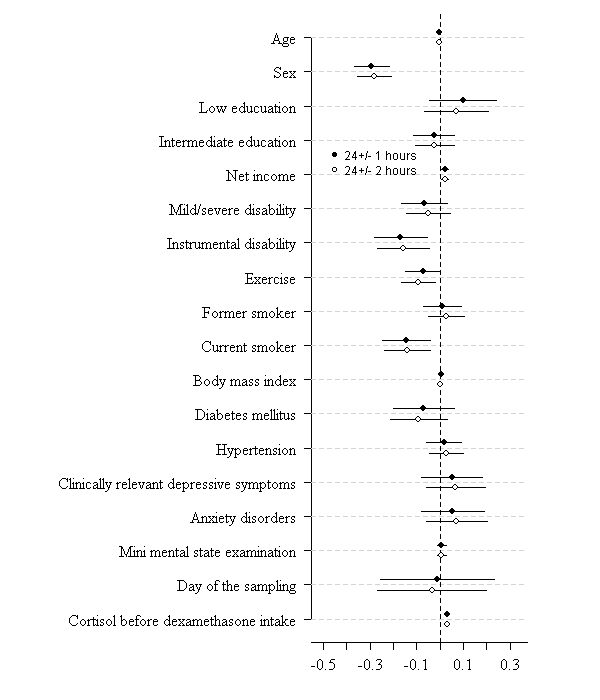 Age
Sex
Low educuation
Intermediate education
24+/- 1 hours
24+/- 2 hours
Net income
Mild/severe disability
Instrumental disability
Exercise
Former smoker
Current smoker
Body mass index
Diabetes mellitus
Hypertension
Clinically relevant depressive symptoms
Anxiety disorders
Mini mental state examination
Day of the sampling
Cortisol before dexamethasone intake
-0.5 -0.3 -0.1 0.1 0.3